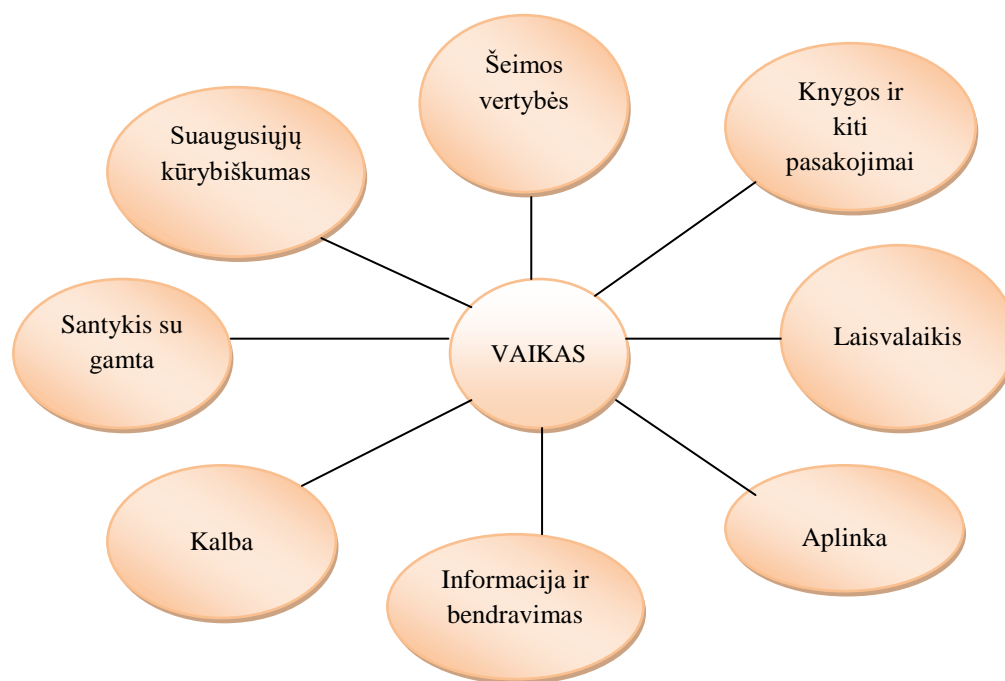 Šeimos
vertybės
Knygos ir
kiti
pasakojimai
Suaugusiųjų
kūrybiškumas
Santykis su
gamta
VAIKAS
Laisvalaikis
Kalba
Aplinka
Informacija ir
bendravimas